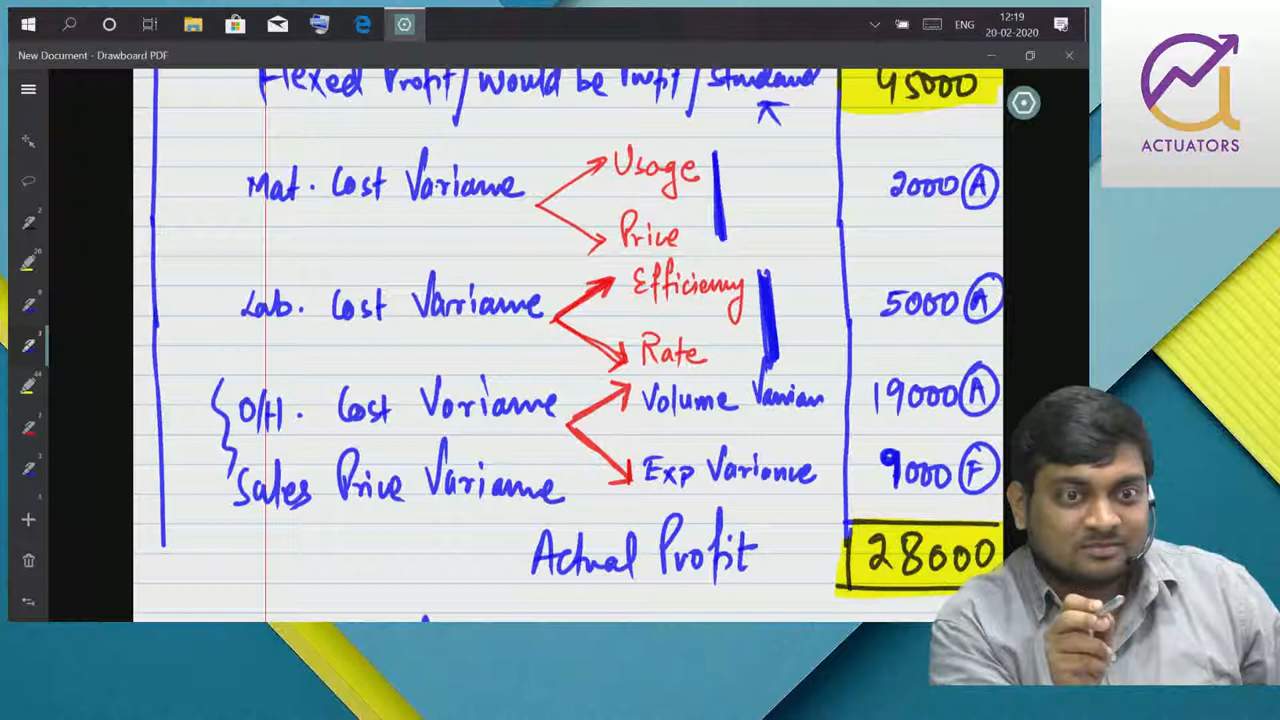 ENG
12:19
20-02-2020
New Document - Drawboard PDF
ACTUATORS
Flexed Profit/Would be Profit/Standard 45000
Mat. Cost Variance Usage 2000 (A)
Price
Lab. Cost Variance Efficiency 5000 (A)
Rate
O/H. Cost Variance Volume Varian 19000 (A)
Sales Price Variance Exp Variance 9000 (F)
Actual Profit 28000